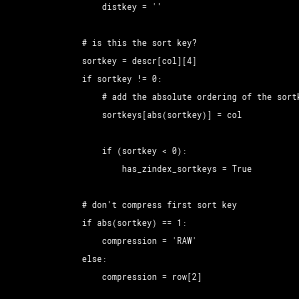 distkey = ''
# is this the sort key?
sortkey = descr[col][4]
if sortkey != 0:
# add the absolute ordering of the sort
sortkeys[abs(sortkey)] = col
if (sortkey < 0):
has_zindex_sortkeys = True
# don't compress first sort key
if abs(sortkey) == 1:
compression = 'RAW'
else:
compression = row[2]